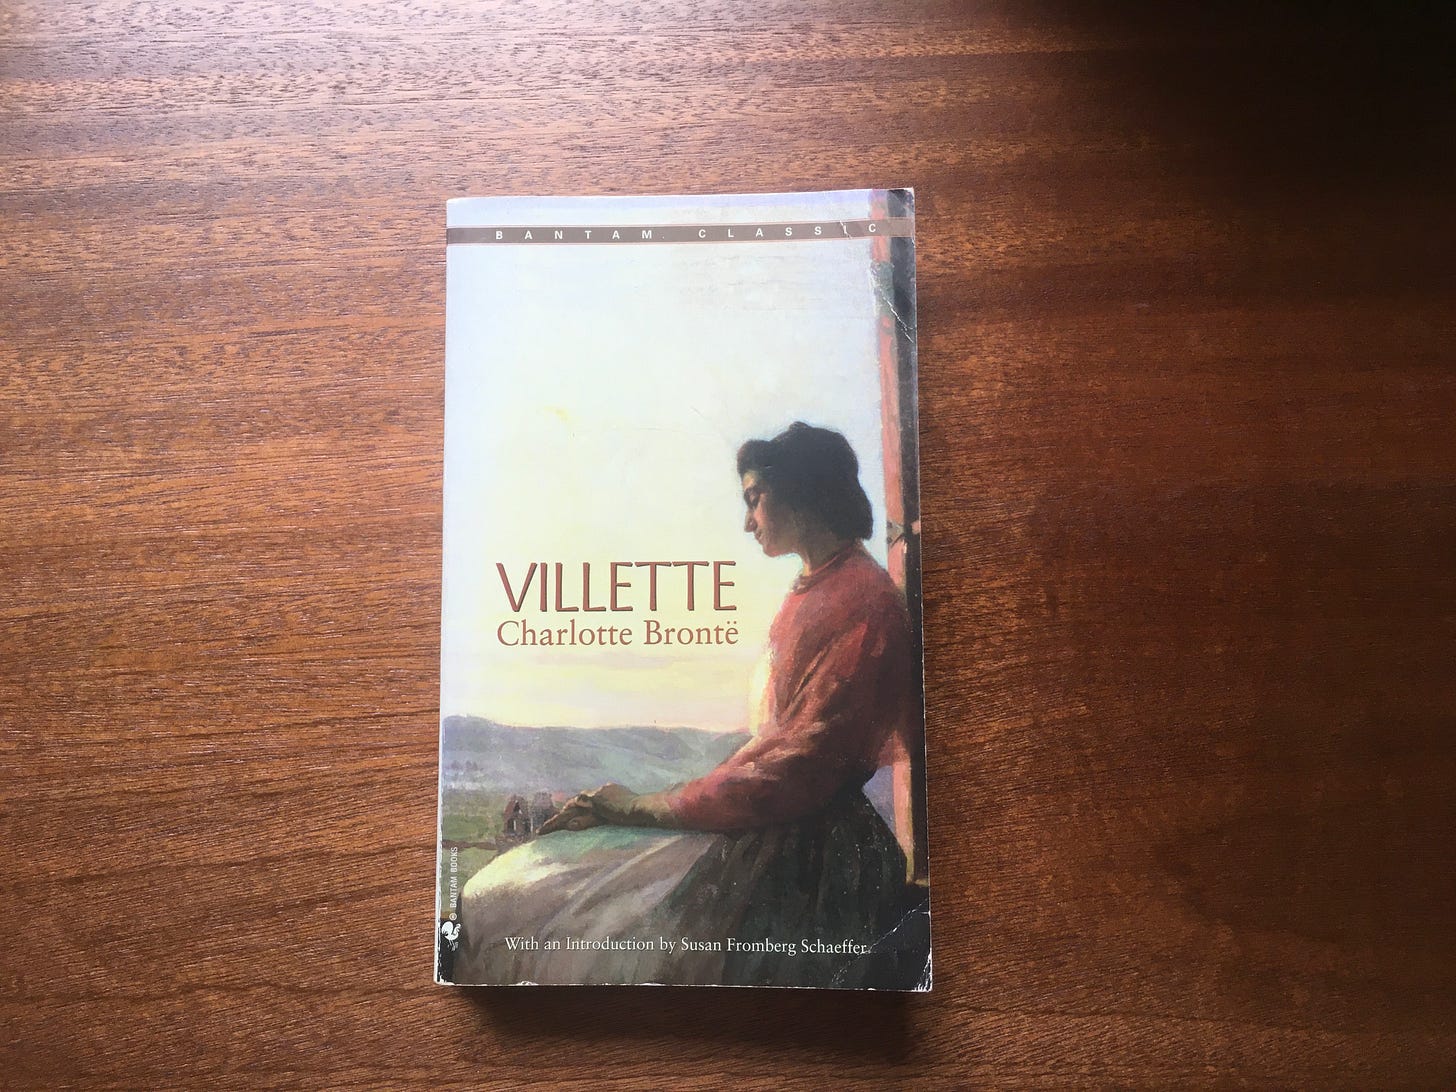 BANTAM CLASSIC
VILLETTE
Charlotte Brontë
BANTAM BOOKS
With an Introduction by Susan Fromberg Schaeffer